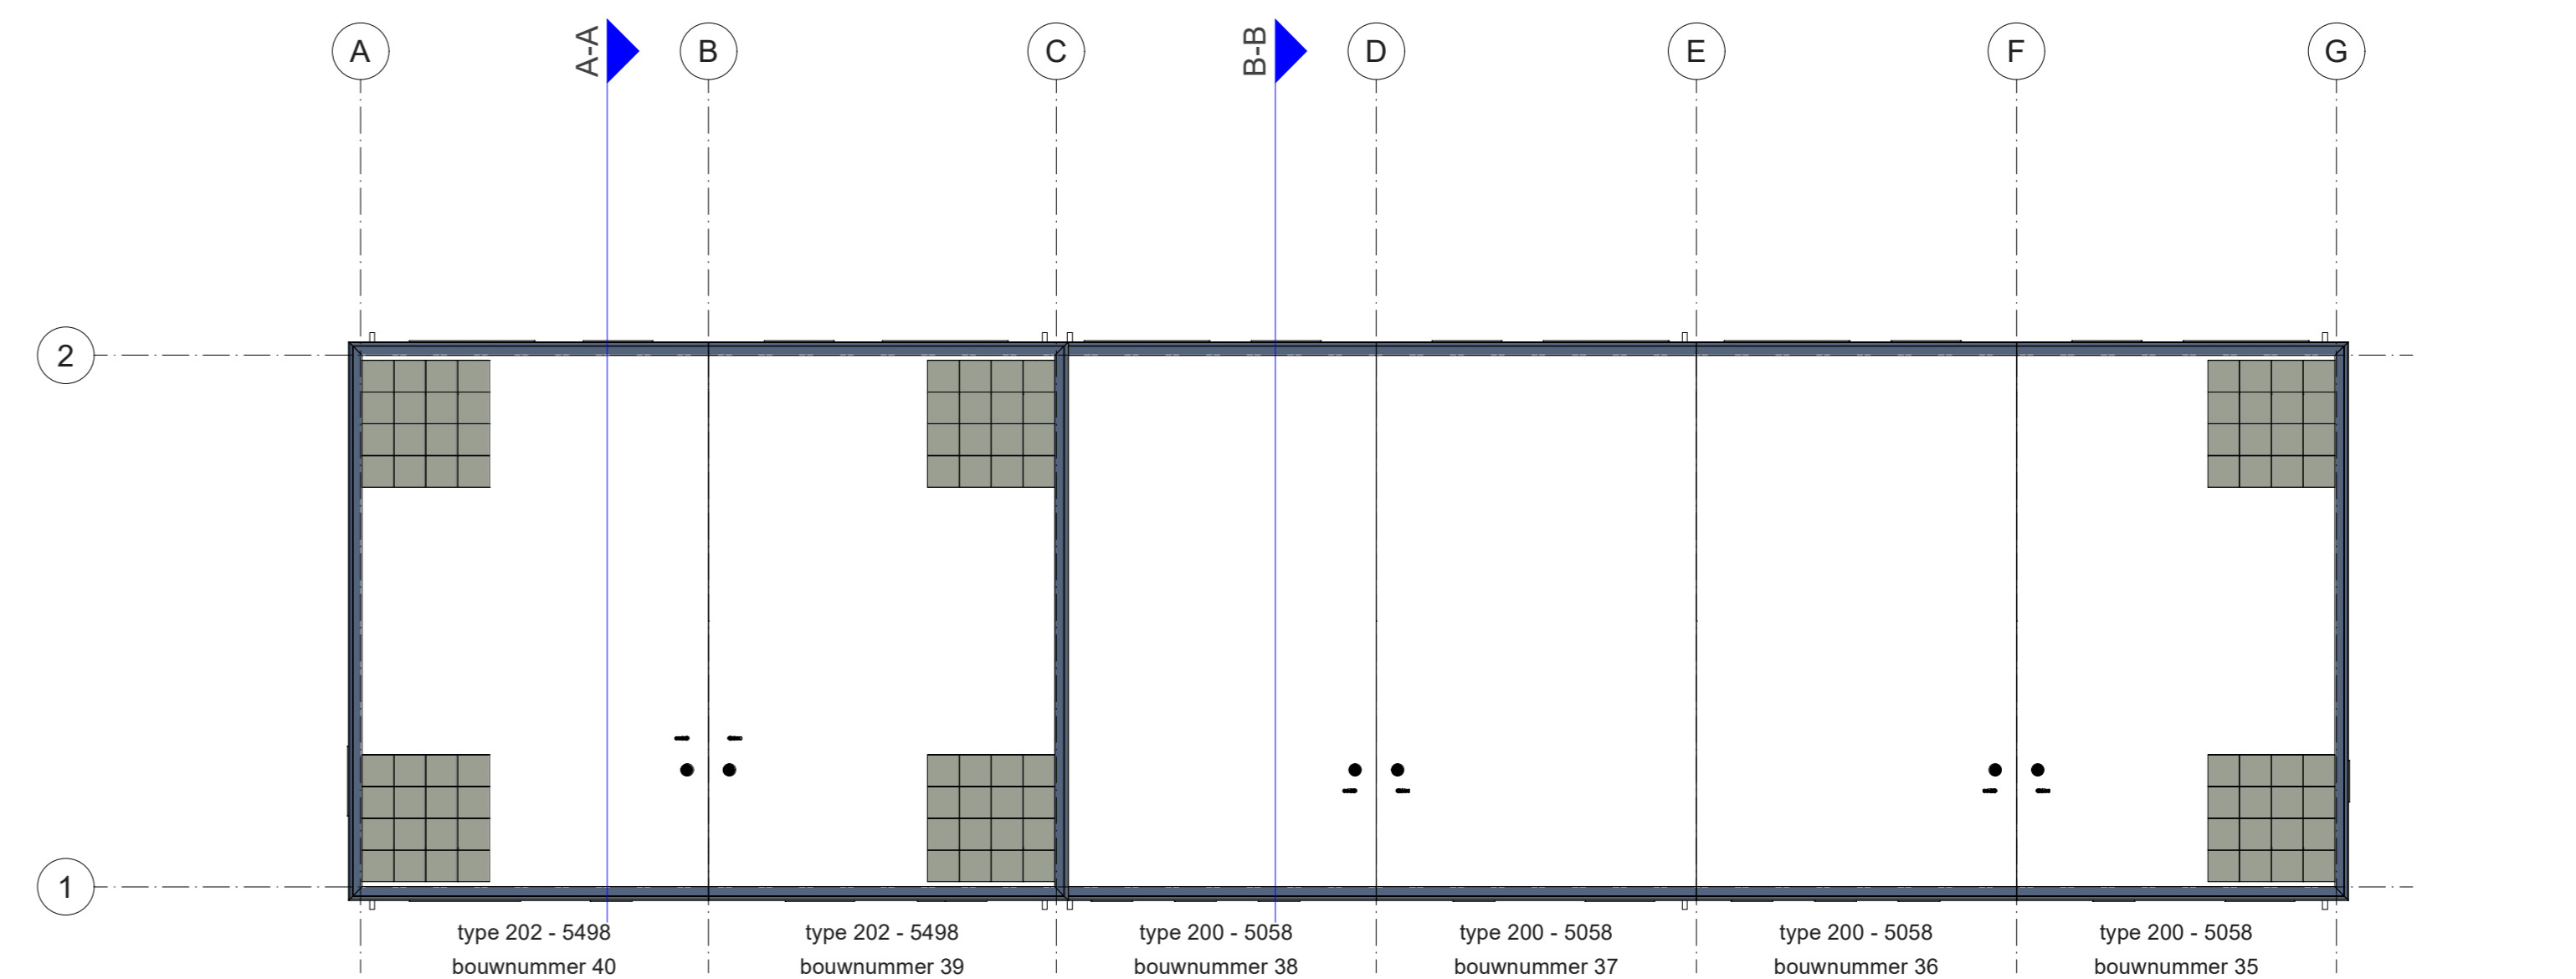 A
A-A
B
C
B-B
D
E
F
G
2
1
type 202 - 5498
bouwnummer 40
type 202 - 5498
bouwnummer 39
type 200 - 5058
bouwnummer 38
type 200 - 5058
bouwnummer 37
type 200 - 5058
bouwnummer 36
type 200 - 5058
bouwnummer 35